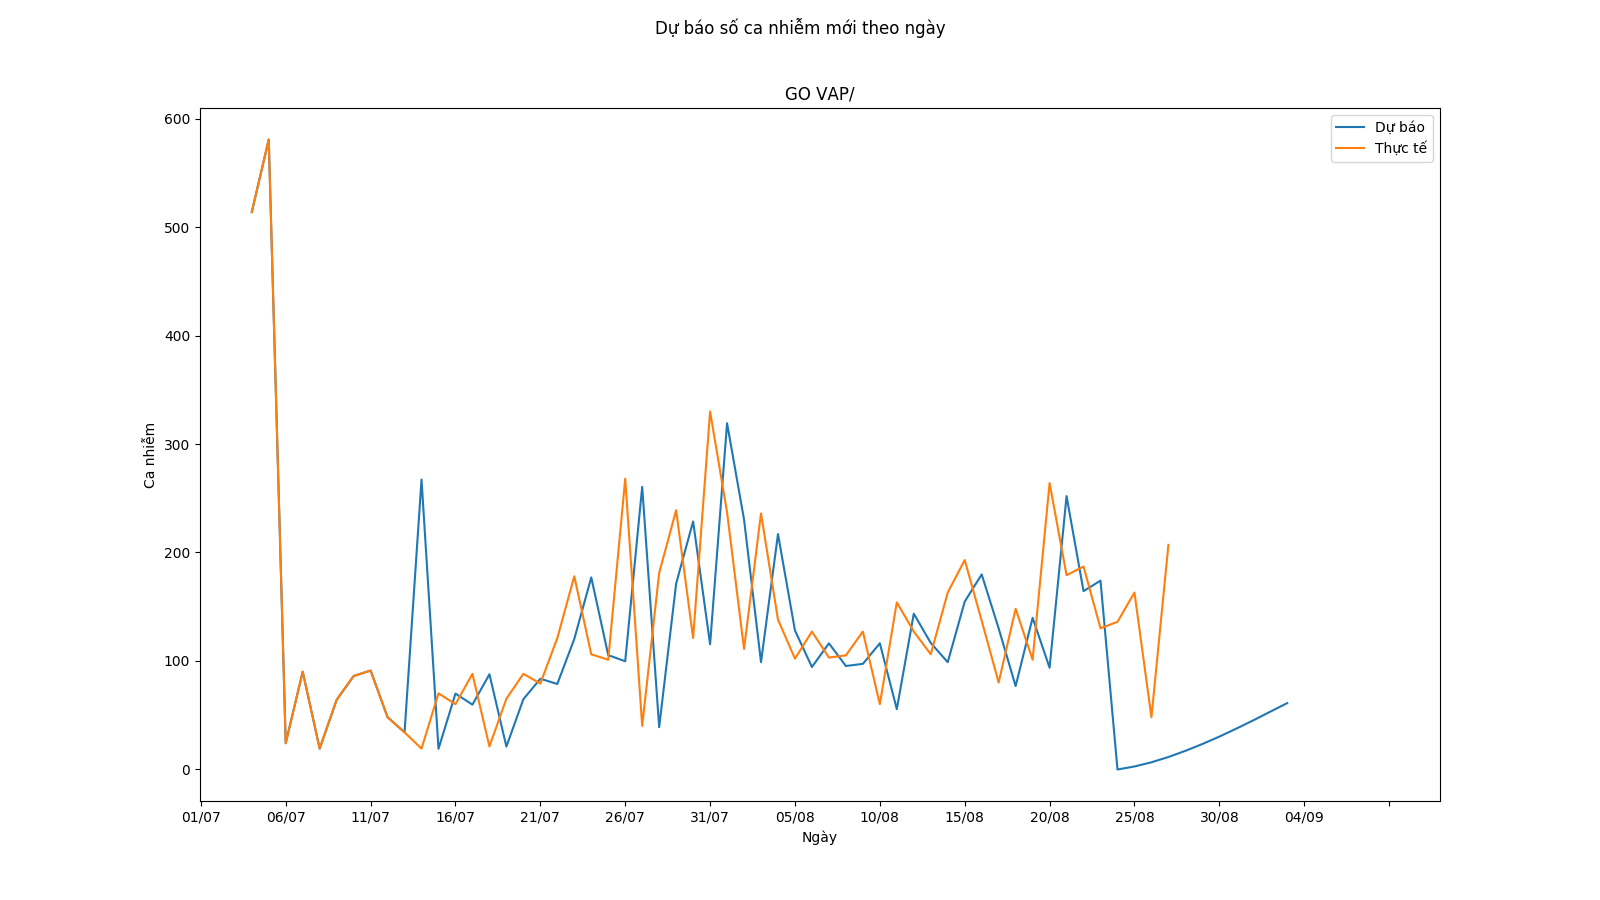 Dự báo số ca nhiễm mới theo ngày
GO VAP/
Dự báo
Thực tế
Ca nhiễm
600
500
400
300
200
100
0
01/07 06/07 11/07 16/07 21/07 26/07 31/07 05/08 10/08 15/08 20/08 25/08 30/08 04/09
Ngày